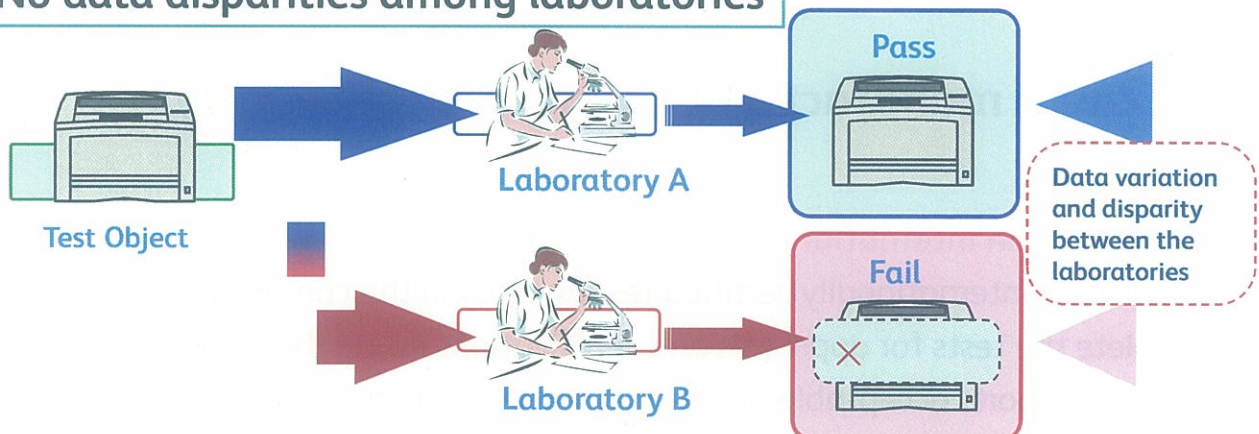 No data disparities among laboratories
Pass
Laboratory A
Test Object
Data variation
and disparity
between the
laboratories
Fail
Laboratory B